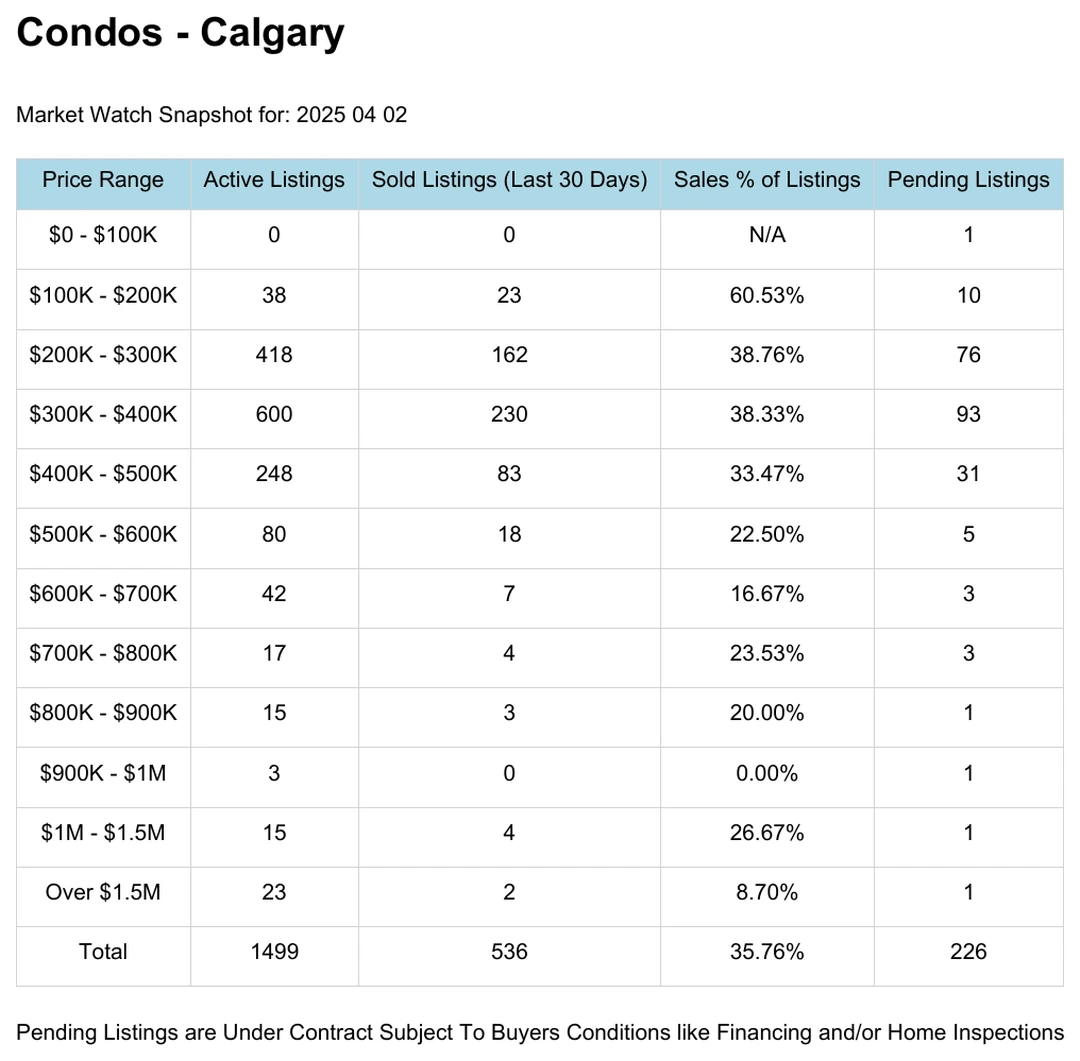 Condos - Calgary
Market Watch Snapshot for: 2025 04 02
Price Range Active Listings Sold Listings (Last 30 Days) Sales % of Listings Pending Listings
$0 - $100K 0 0 N/A 1
$100K - $200K 38 23 60.53% 10
$200K - $300K 418 162 38.76% 76
$300K - $400K 600 230 38.33% 93
$400K - $500K 248 83 33.47% 31
$500K - $600K 80 18 22.50% 5
$600K - $700K 42 7 16.67% 3
$700K - $800K 17 4 23.53% 3
$800K - $900K 15 3 20.00% 1
$900K - $1M 3 0 0.00% 1
$1M - $1.5M 15 4 26.67% 1
Over $1.5M 23 2 8.70% 1
Total 1499 536 35.76% 226
Pending Listings are Under Contract Subject To Buyers Conditions like Financing and/or Home Inspections